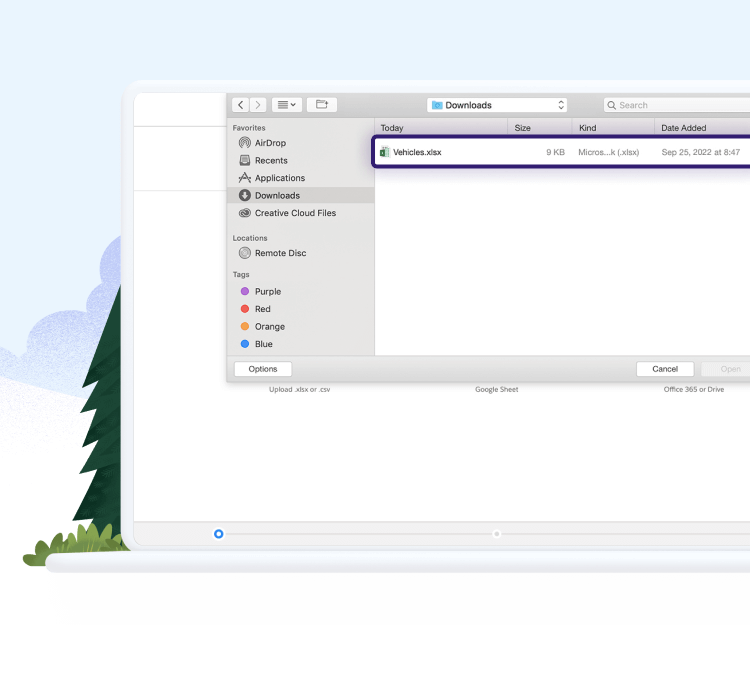 Downloads
Search
Favorites
AirDrop
Recents
Applications
Downloads
Creative Cloud Files
Locations
Remote Disc
Tags
Purple
Red
Orange
Blue
Today Size Kind Date Added
Vehicles.xlsx 9 KB Micros...k (.xlsx) Sep 25, 2022 at 8:47
Options Cancel Open
Upload .xlsx or .csv Google Sheet Office 365 or Drive